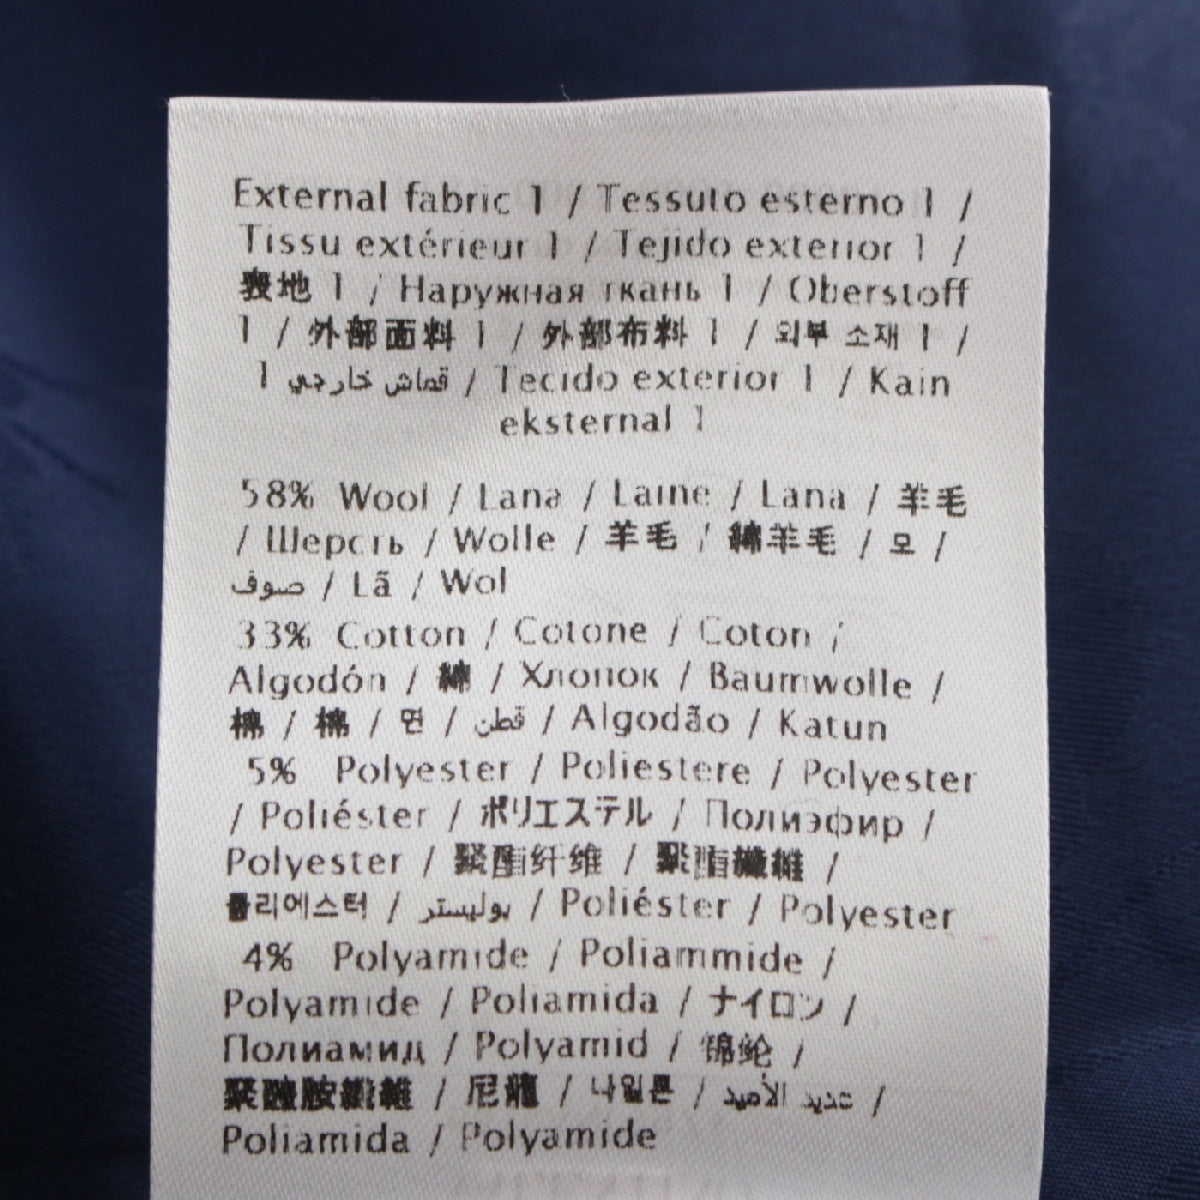 External fabric 1 / Tessuto esterno 1 /
Tissu extérieur 1 / Tejido exterior 1 /
表地 1 / Наружная ткань 1 / Oberstoff
1 / 外部面料 1 / 外部布料 1 / 외부 소재 1 /
1 قماش خارجي / Tecido exterior 1 / Kain
eksternal 1
58% Wool / Lana / Laine / Lana / 羊毛
/ Шерсть / Wolle / 羊毛 / 綿羊毛 / 모 /
صوف / Lã / Wol
33% Cotton / Cotone / Coton /
Algodón / 綿 / Хлопок / Baumwolle /
棉 / 棉 / 면 / قطن / Algodão / Katun
5% Polyester / Poliestere / Polyester
/ Poliéster / ポリエステル / Полиэфир /
Polyester / 聚酯纤维 / 聚酯纖維 /
폴리에스터 / بوليستر / Poliéster / Polyester
4% Polyamide / Poliammide /
Polyamide / Poliamida / ナイロン /
Полиамид / Polyamid / 锦纶 /
聚醯胺纖維 / 尼龍 / 나일론 / عديد الأميد /
Poliamida / Polyamide